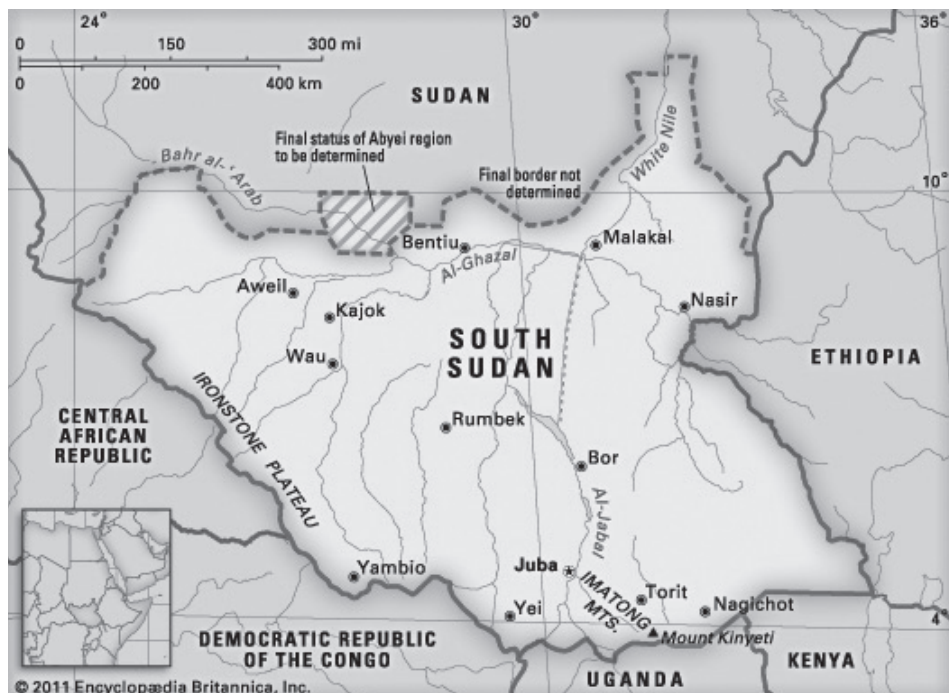 24°
30°
36°
0 150 300 mi
0 200 400 km
SUDAN
Final status of Abyei region
to be determined
Bahr al-ʿArab
White Nile
Final border not
determined
10°
Bentiu
Malakal
Al-Ghazal
Aweil
Kajok
Nasir
SOUTH
SUDAN
Wau
ETHIOPIA
IRONSTONE PLATEAU
CENTRAL
AFRICAN
REPUBLIC
Rumbek
Bor
Al-Jabal
Yambio
Juba
IMATONG
MTS.
Torit
Yei
Nagichot
4
Mount Kinyeti
DEMOCRATIC REPUBLIC
OF THE CONGO
UGANDA
KENYA
© 2011 Encyclopædia Britannica, Inc.